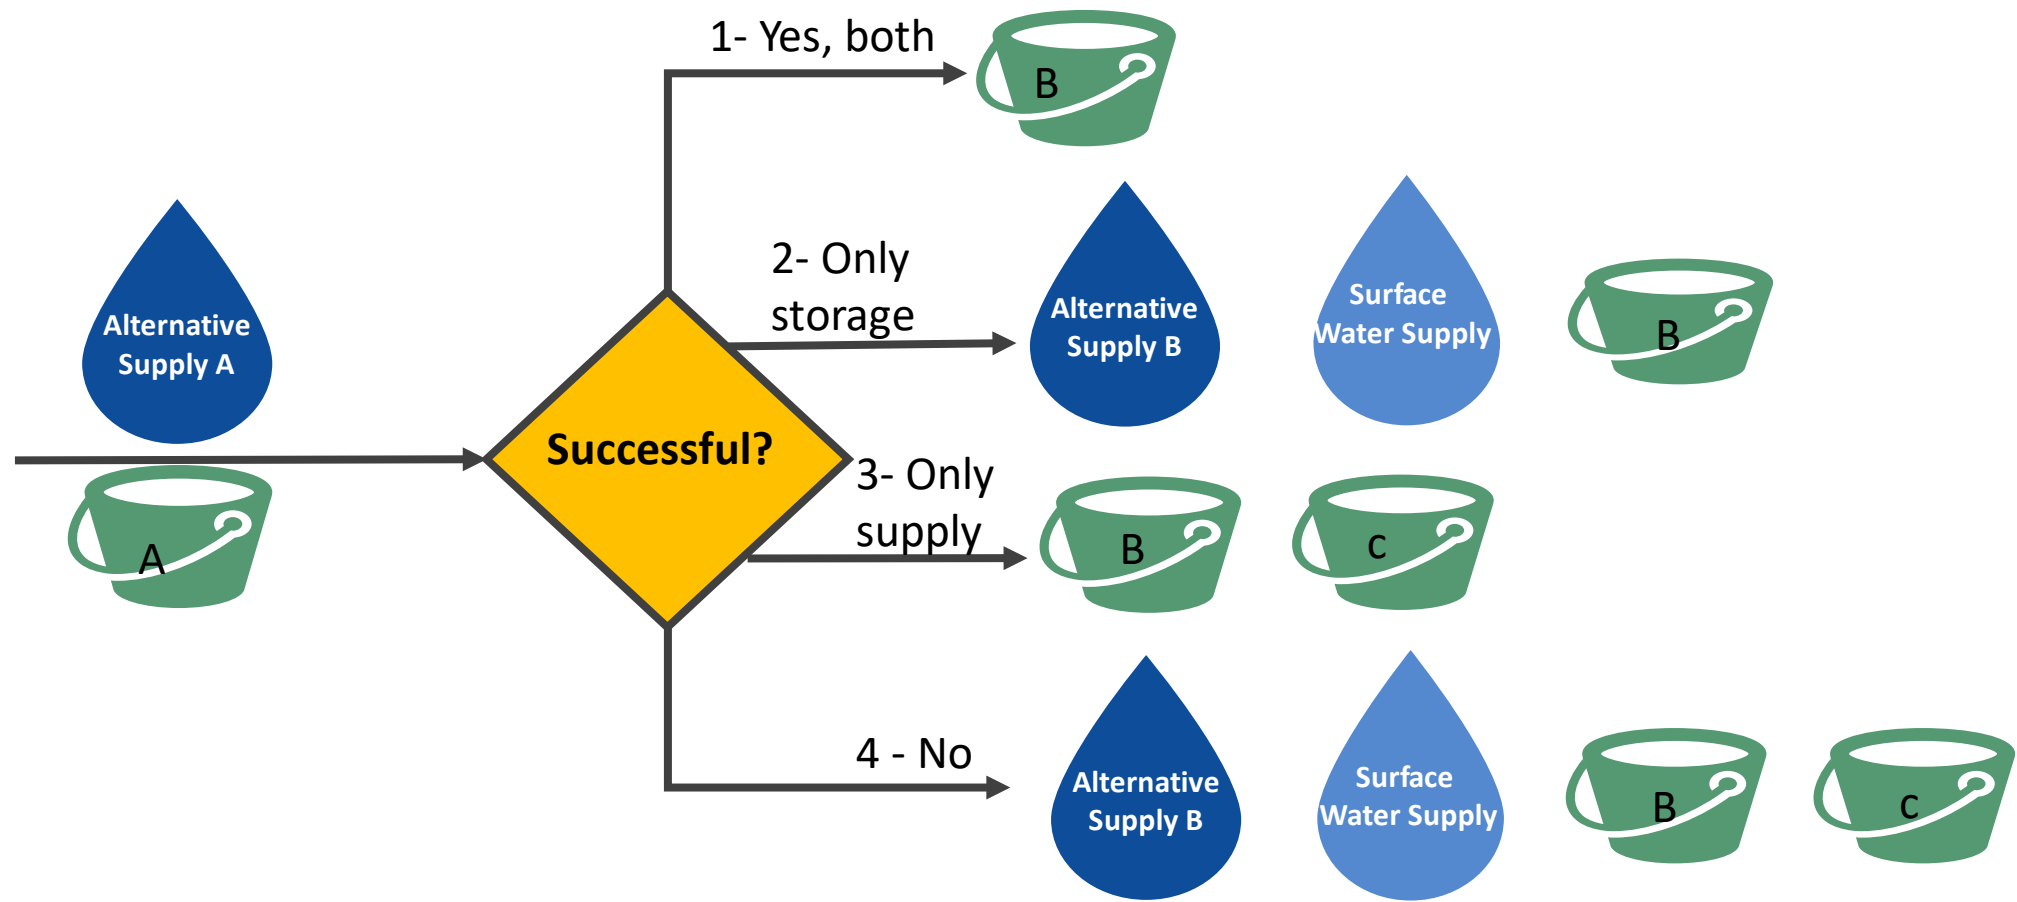 1- Yes, both
B
2- Only
storage
Alternative
Supply B
Surface
Water Supply
B
Alternative
Supply A
Successful?
A
3- Only
supply
B
c
4 - No
Alternative
Supply B
Surface
Water Supply
B
c